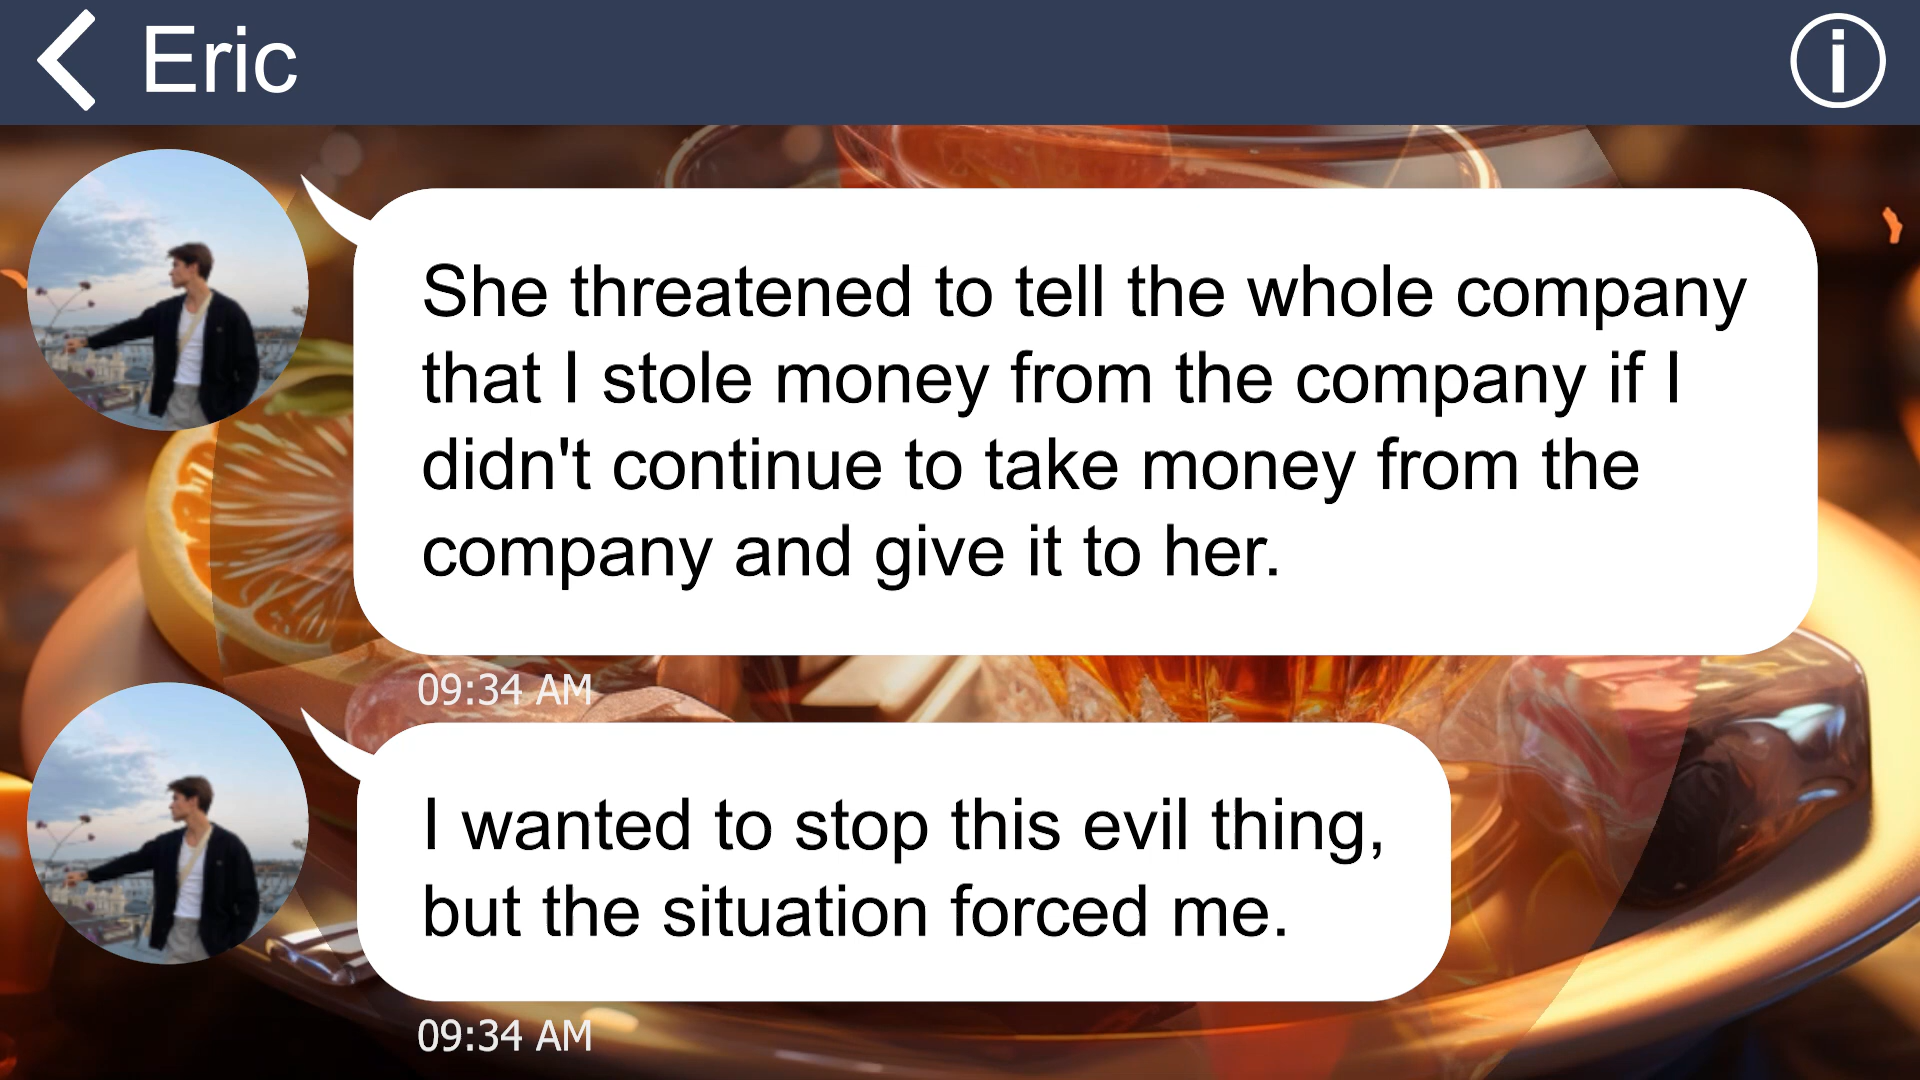 Eric
She threatened to tell the whole company
that I stole money from the company if I
didn't continue to take money from the
company and give it to her.
09:34 AM
I wanted to stop this evil thing,
but the situation forced me.
09:34 AM